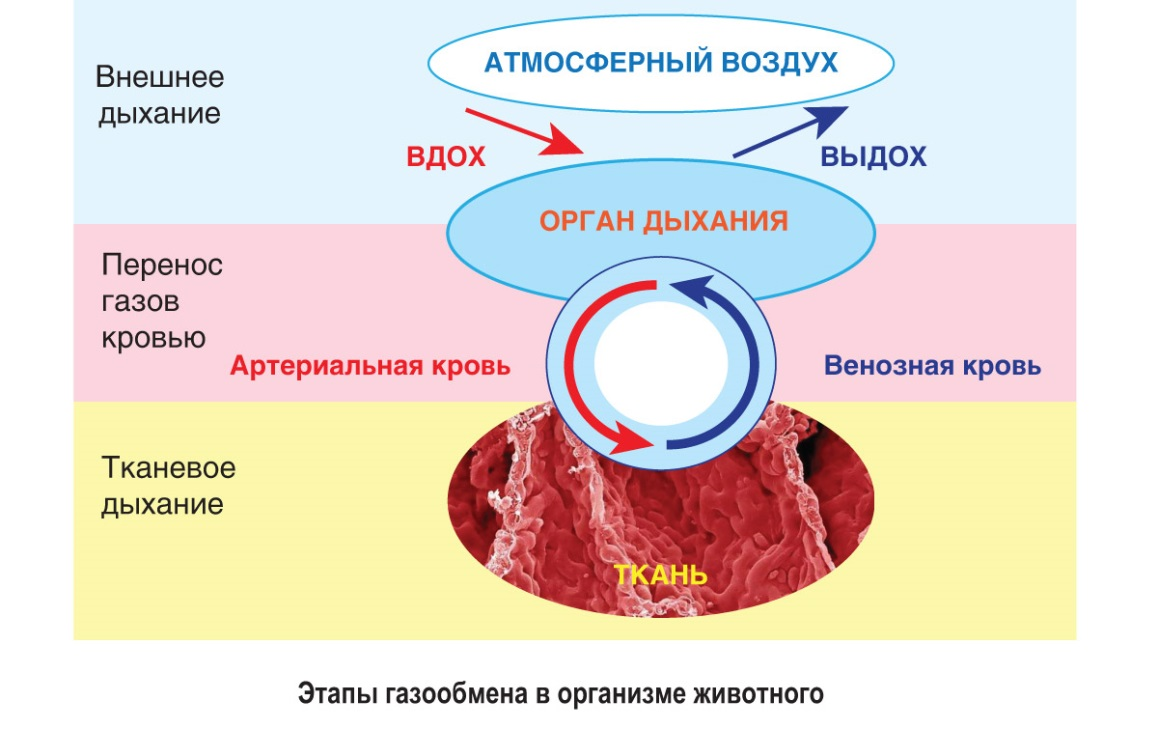 АТМОСФЕРНЫЙ ВОЗДУХ
Внешнее
дыхание
ВДОХ
ВЫДОХ
ОРГАН ДЫХАНИЯ
Перенос
газов
кровью
Артериальная кровь
Венозная кровь
Тканевое
дыхание
ТКАНЬ
Этапы газообмена в организме животного